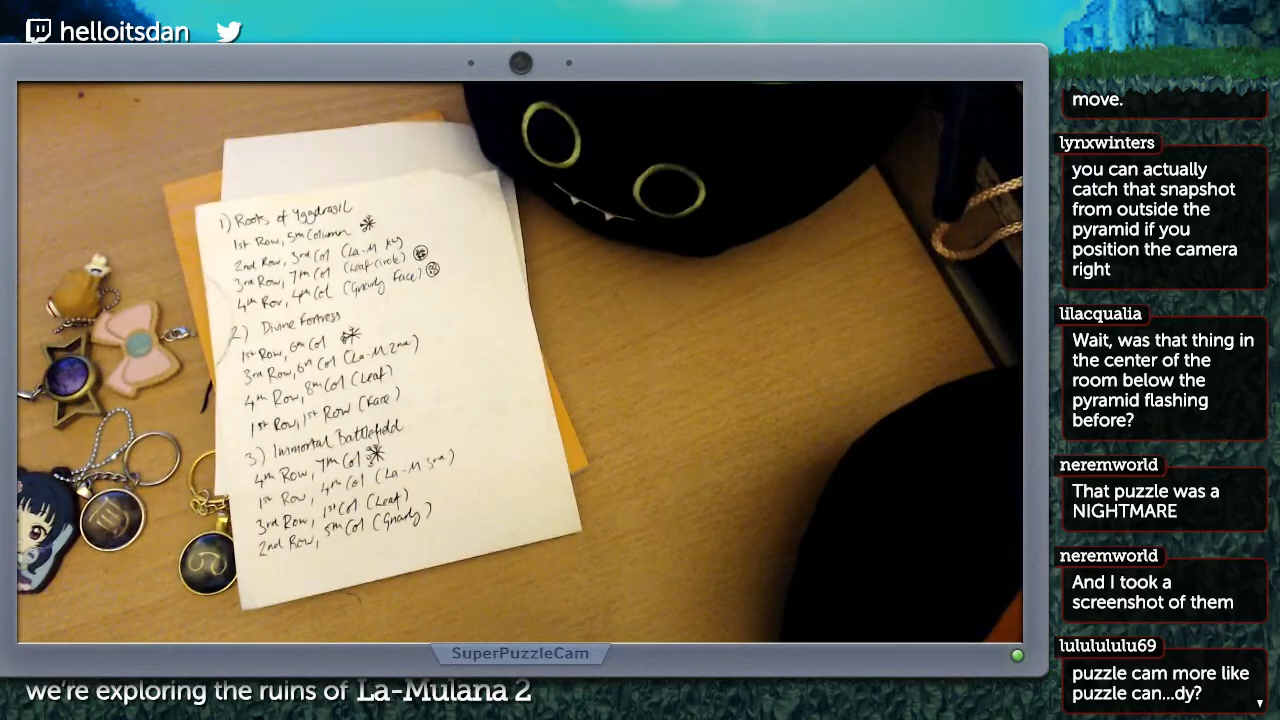 helloitsdan
1) Roots of Yggdrasil
1st Row, 5th Column
2nd Row, 3rd Col (La-M key
3rd Row, 7th Col (Leaf Circle)
4th Row, 4th Col (Gnarly Face)
2) Divine Fortress
1st Row, 6th Col
3rd Row, 6th Col (La-M 2nd)
4th Row, 8th Col (Leaf)
1st Row, 1st Row (Face)
3) Immortal Battlefield
4th Row, 7th Col
1st Row, 4th Col (La-M 3rd)
3rd Row, 1st Col (Leaf)
2nd Row, 5th Col (Gnarly)
SuperPuzzleCam
we're exploring the ruins of La-Mulana 2
move.
lynxwinters
you can actually
catch that snapshot
from outside the
pyramid if you
position the camera
right
lilacqualia
Wait, was that thing in
the center of the
room below the
pyramid flashing
before?
neremworld
That puzzle was a
NIGHTMARE
neremworld
And I took a
screenshot of them
lulululululu69
puzzle cam more like
puzzle can...dy?